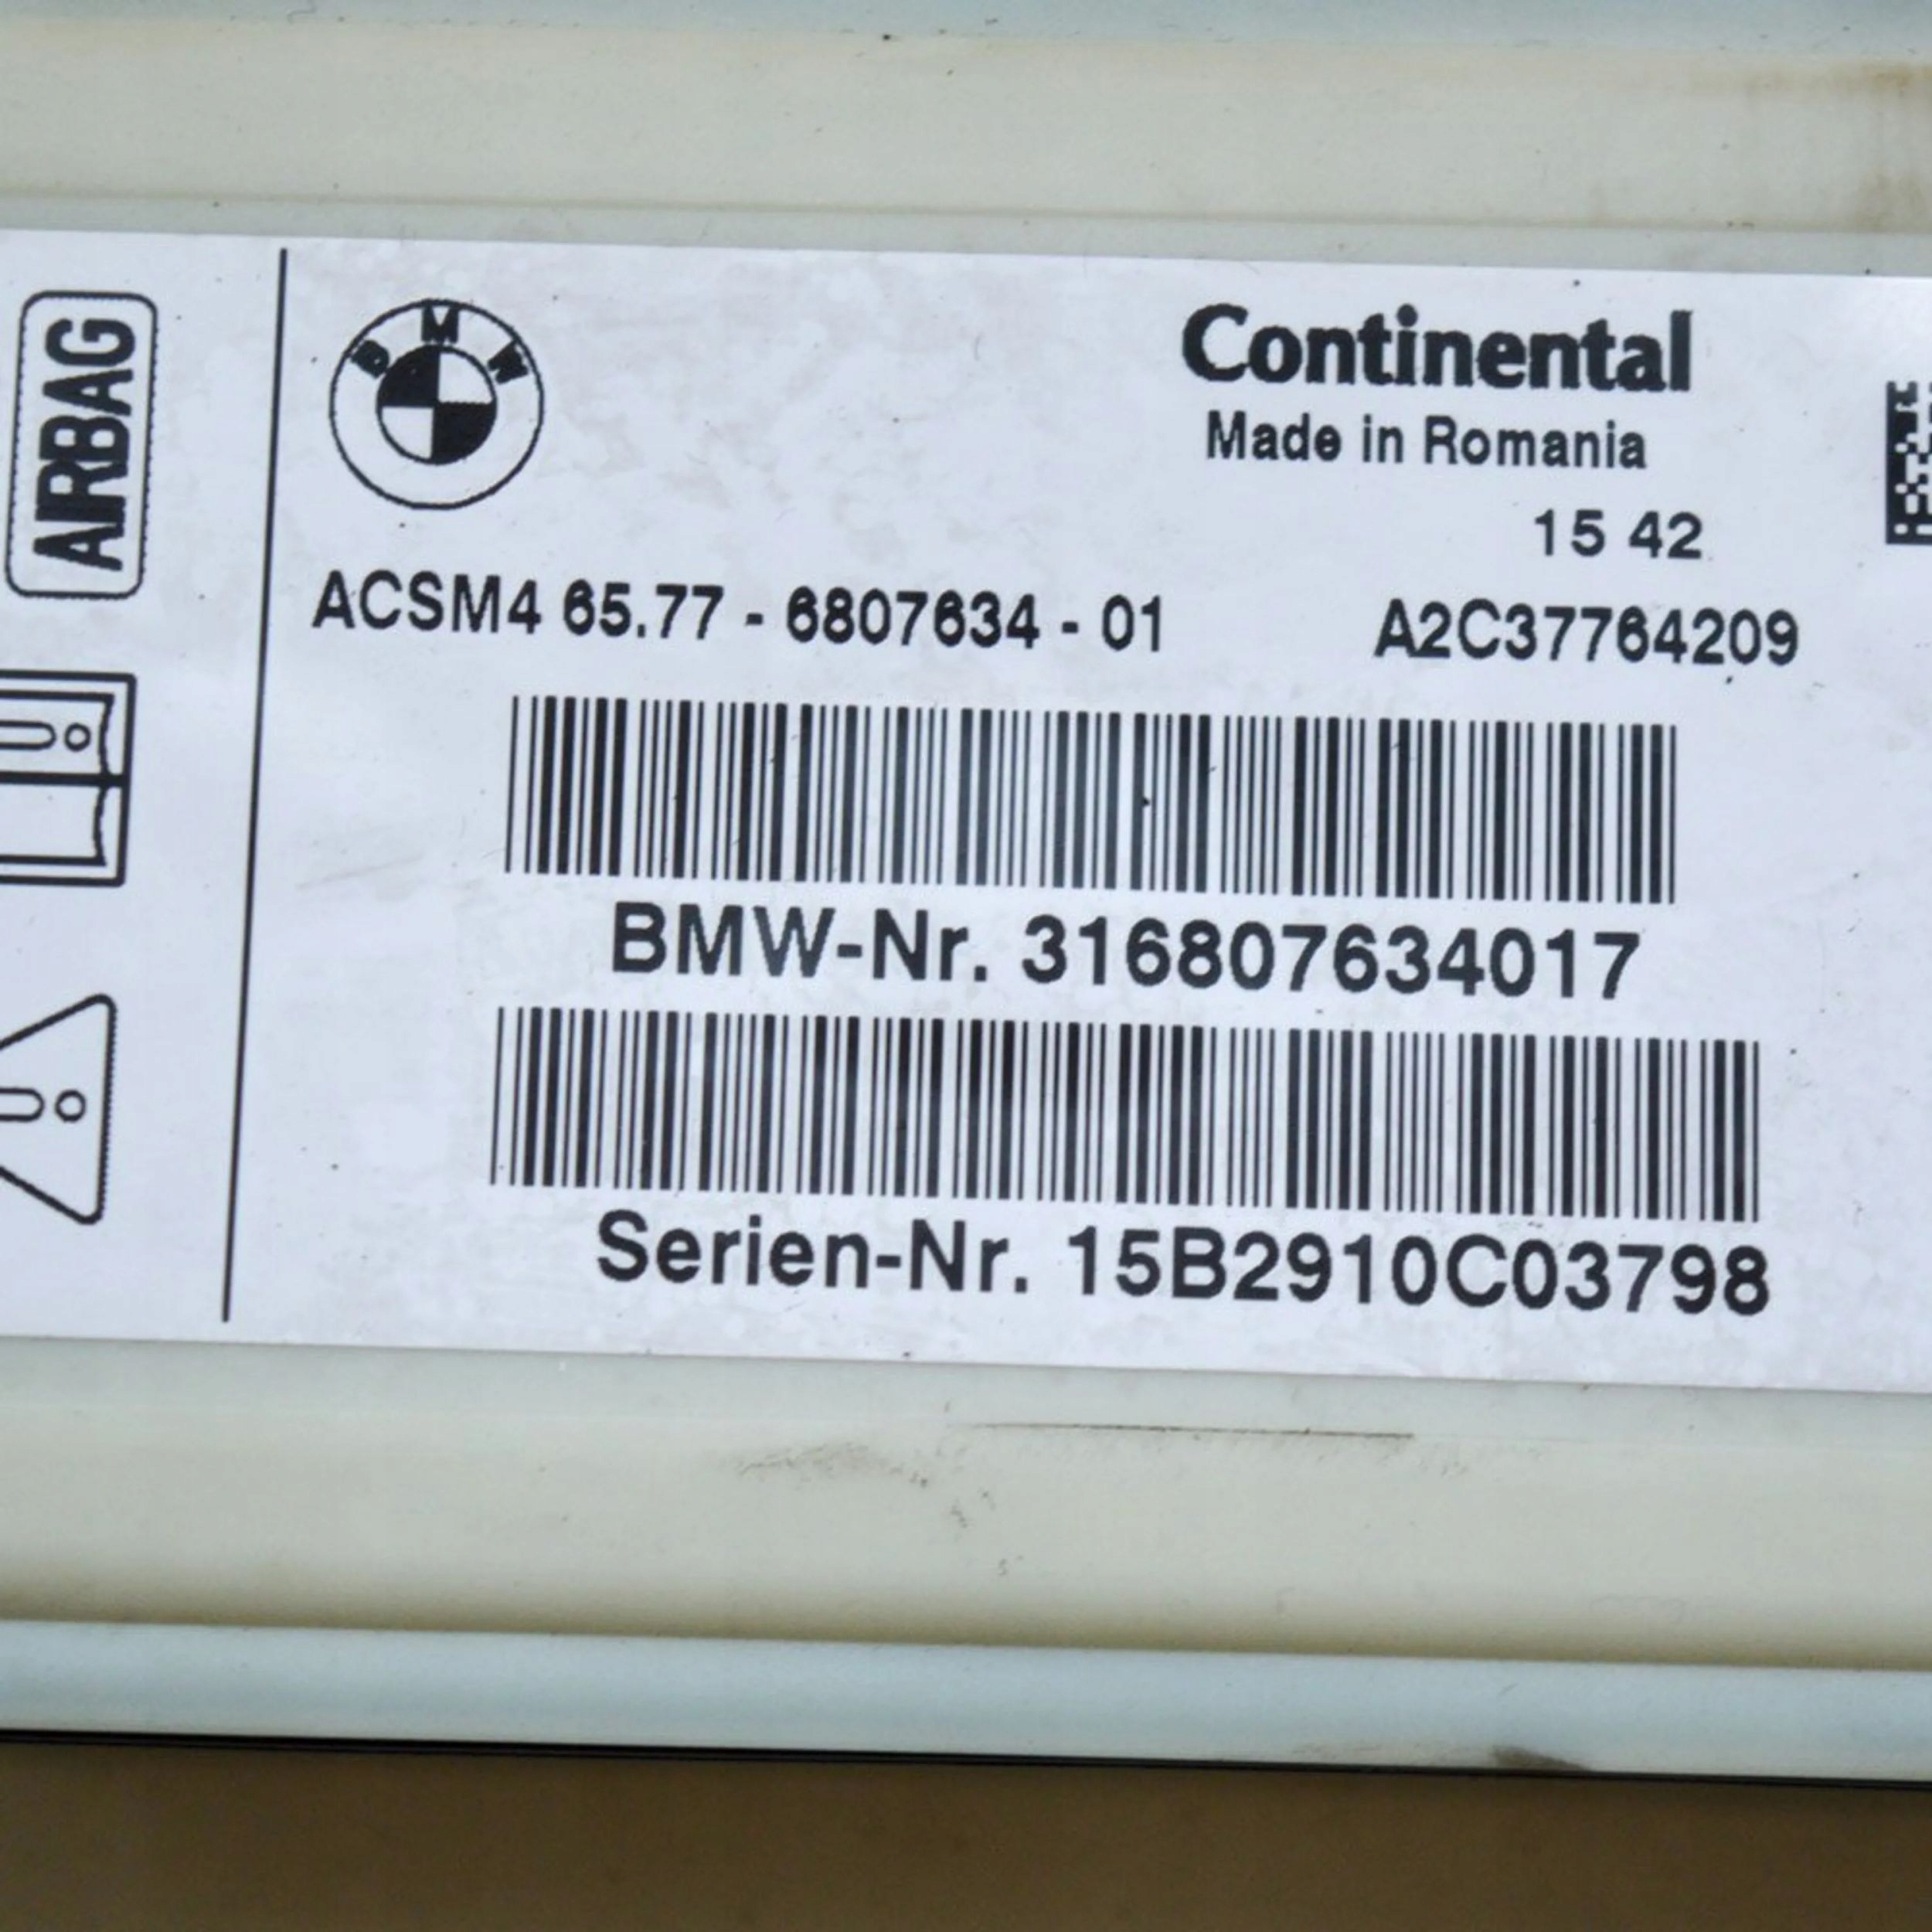 AIRBAG
BMW
Continental
Made in Romania
15 42
ACSM4 65.77 - 6807634 - 01 A2C37764209
BMW-Nr. 316807634017
Serien-Nr. 15B2910C03798